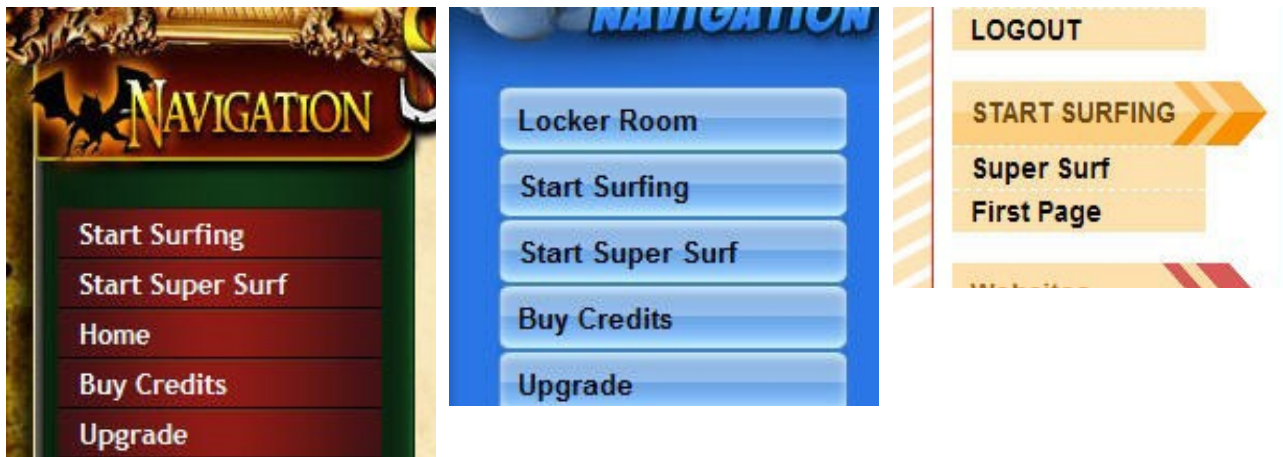 NAVIGATION
Start Surfing
Start Super Surf
Home
Buy Credits
Upgrade
NAVIGATION
Locker Room
Start Surfing
Start Super Surf
Buy Credits
Upgrade
LOGOUT
START SURFING
Super Surf
First Page
Websites